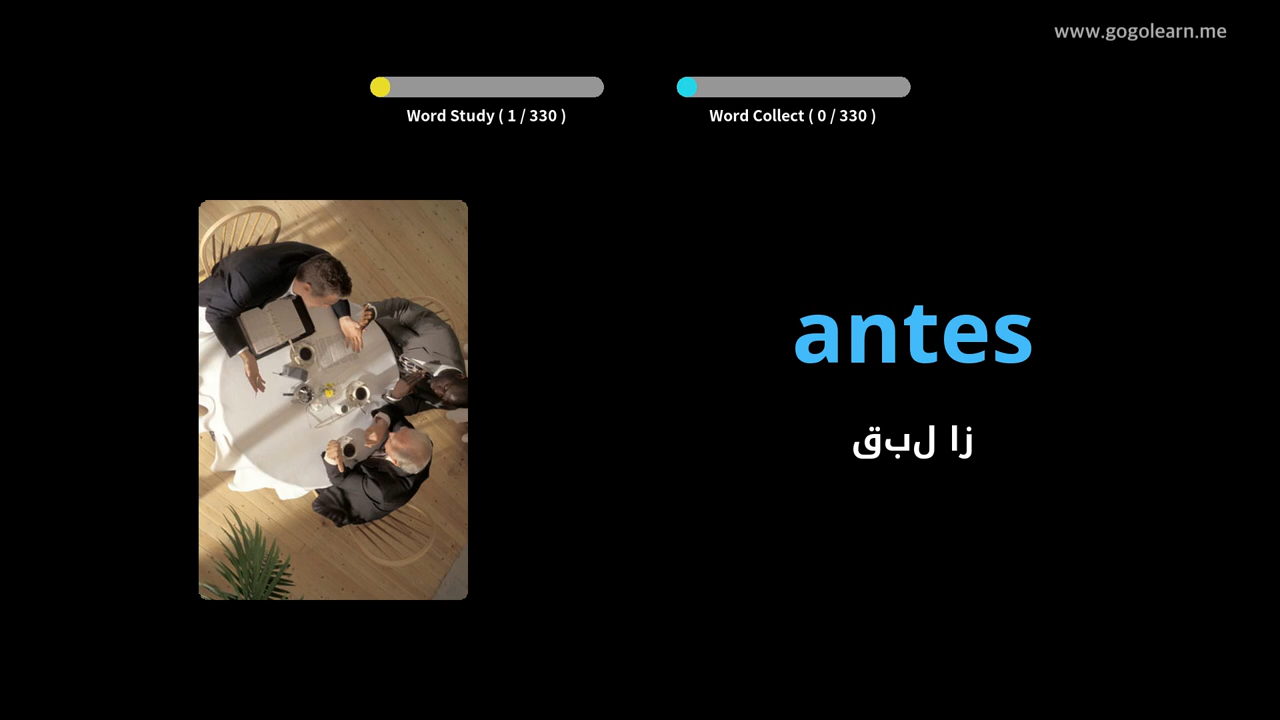 www.gogolearn.me
Word Study ( 1 / 330 )
Word Collect ( 0 / 330 )
antes
زا لبق